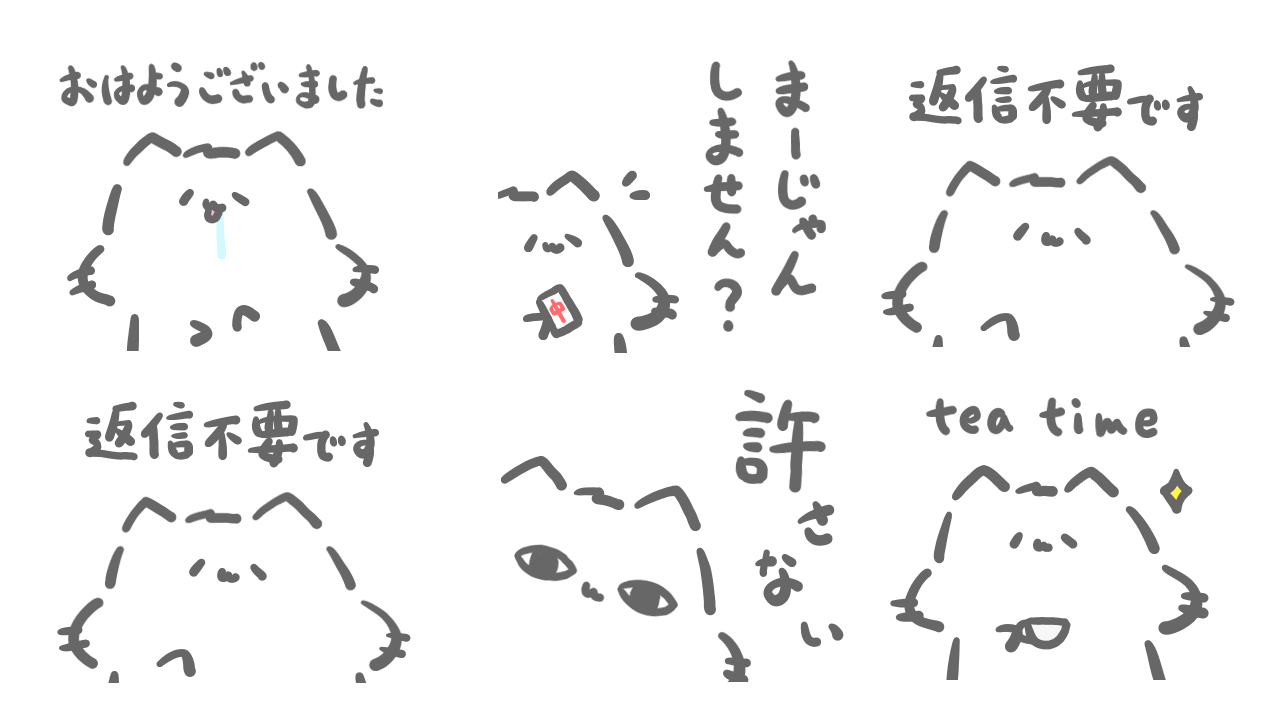 おはようございました
まーじゃん
しません?
中
返信不要です
返信不要です
許さない
tea time